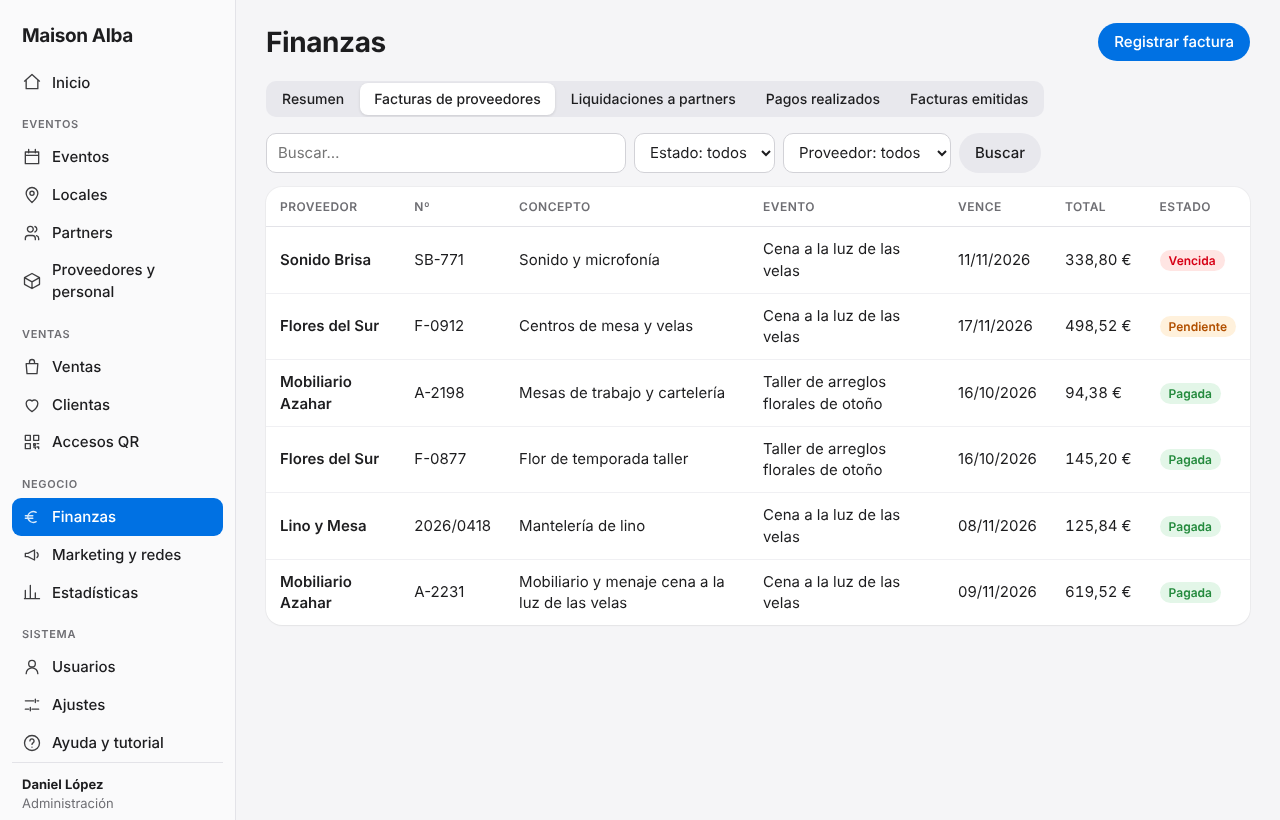 Maison Alba
Inicio
EVENTOS
Eventos
Locales
Partners
Proveedores y
personal
VENTAS
Ventas
Clientas
Accesos QR
NEGOCIO
Finanzas
Marketing y redes
Estadísticas
SISTEMA
Usuarios
Ajustes
Ayuda y tutorial
Daniel López
Administración
Finanzas
Registrar factura
Resumen Facturas de proveedores Liquidaciones a partners Pagos realizados Facturas emitidas
Buscar... Estado: todos Proveedor: todos Buscar
PROVEEDOR Nº CONCEPTO EVENTO VENCE TOTAL ESTADO
Sonido Brisa SB-771 Sonido y microfonía Cena a la luz de las
velas 11/11/2026 338,80 € Vencida
Flores del Sur F-0912 Centros de mesa y velas Cena a la luz de las
velas 17/11/2026 498,52 € Pendiente
Mobiliario
Azahar A-2198 Mesas de trabajo y cartelería Taller de arreglos
florales de otoño 16/10/2026 94,38 € Pagada
Flores del Sur F-0877 Flor de temporada taller Taller de arreglos
florales de otoño 16/10/2026 145,20 € Pagada
Lino y Mesa 2026/0418 Mantelería de lino Cena a la luz de las
velas 08/11/2026 125,84 € Pagada
Mobiliario
Azahar A-2231 Mobiliario y menaje cena a la
luz de las velas Cena a la luz de las
velas 09/11/2026 619,52 € Pagada